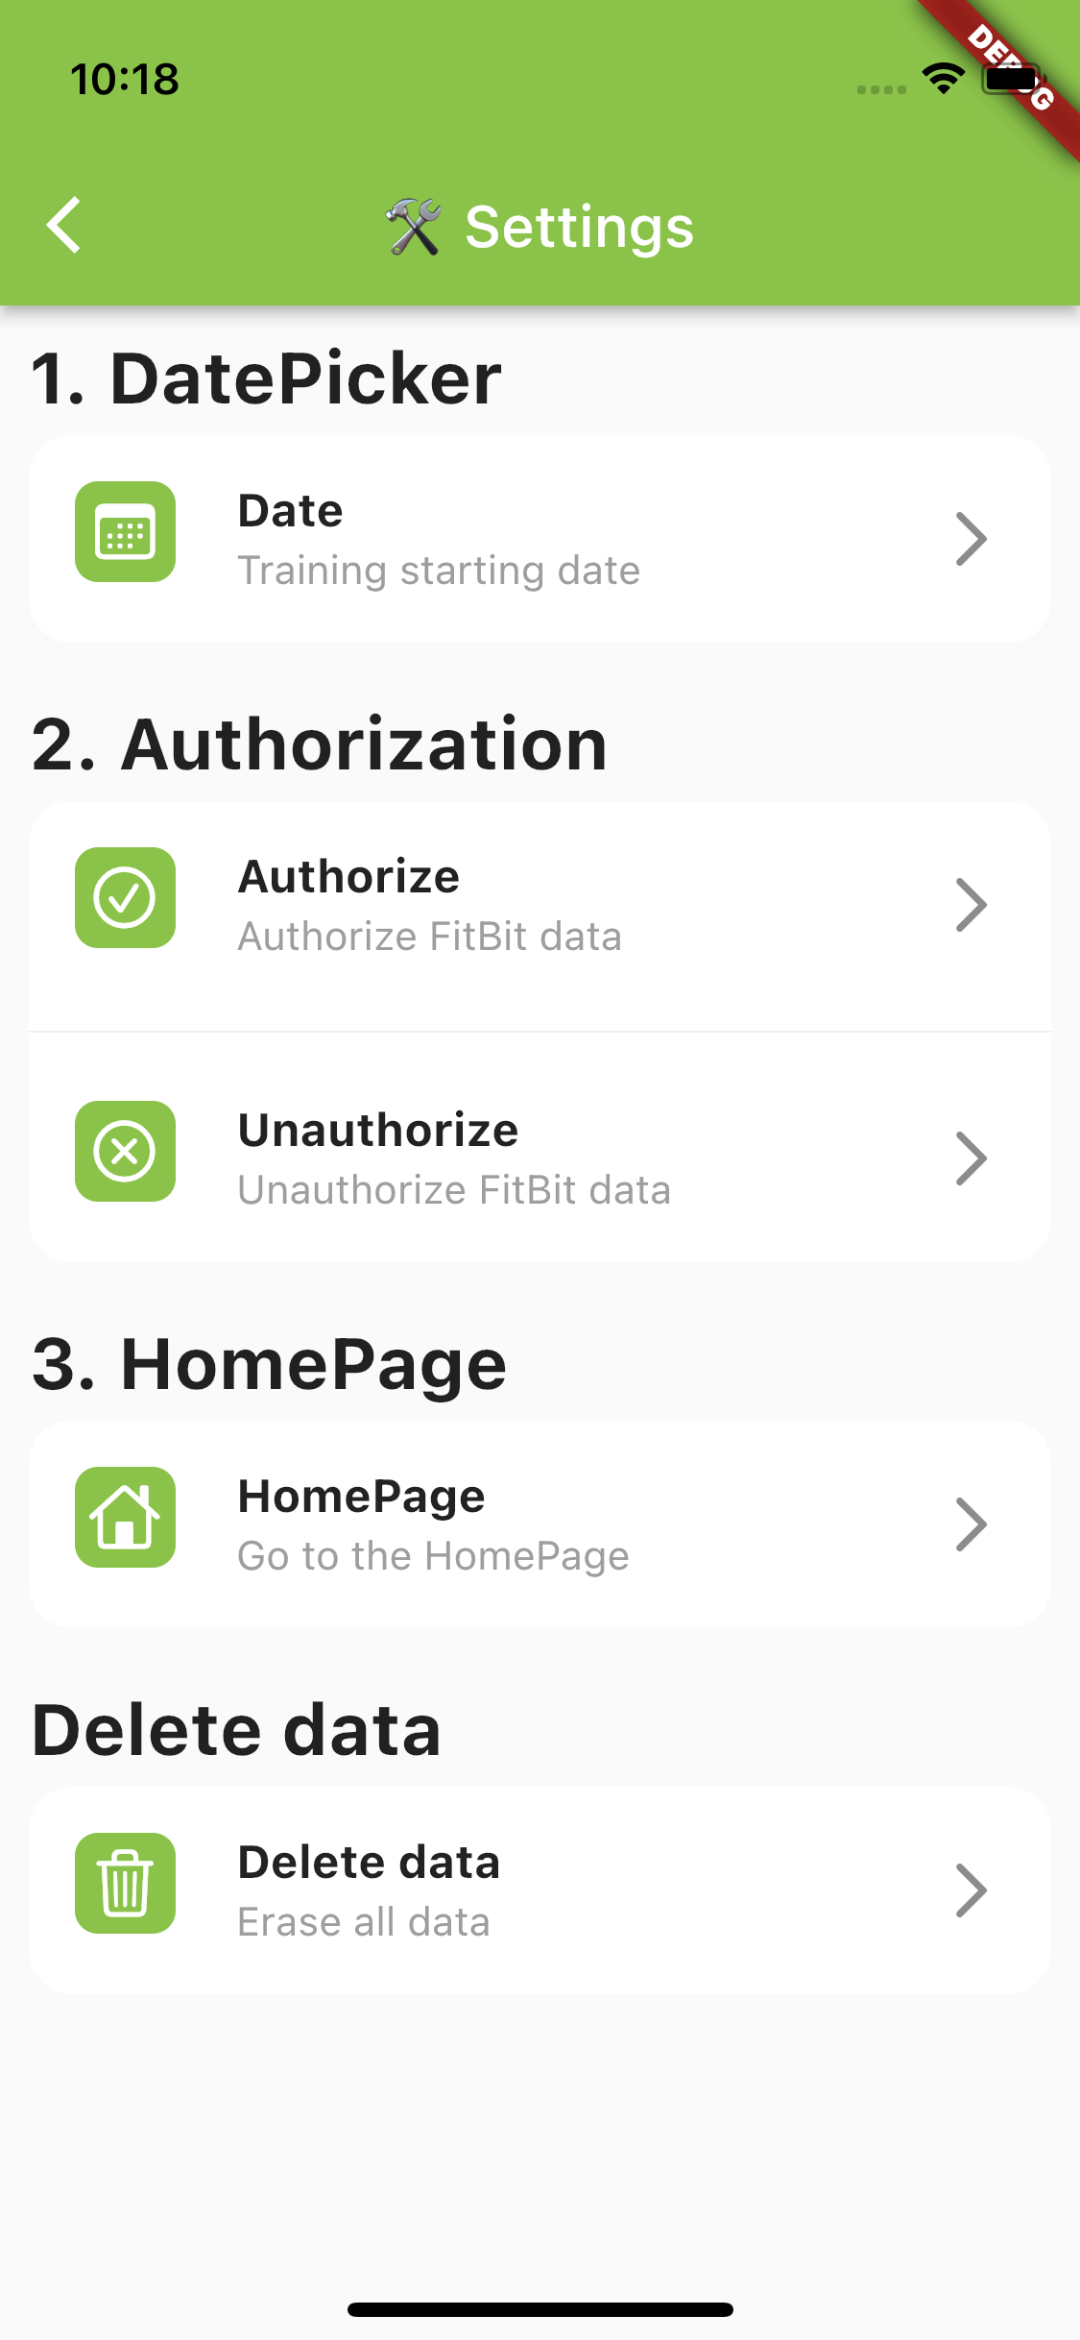 10:18
DEBUG
🛠 Settings
1. DatePicker
Date
Training starting date
2. Authorization
Authorize
Authorize FitBit data
Unauthorize
Unauthorize FitBit data
3. HomePage
HomePage
Go to the HomePage
Delete data
Delete data
Erase all data